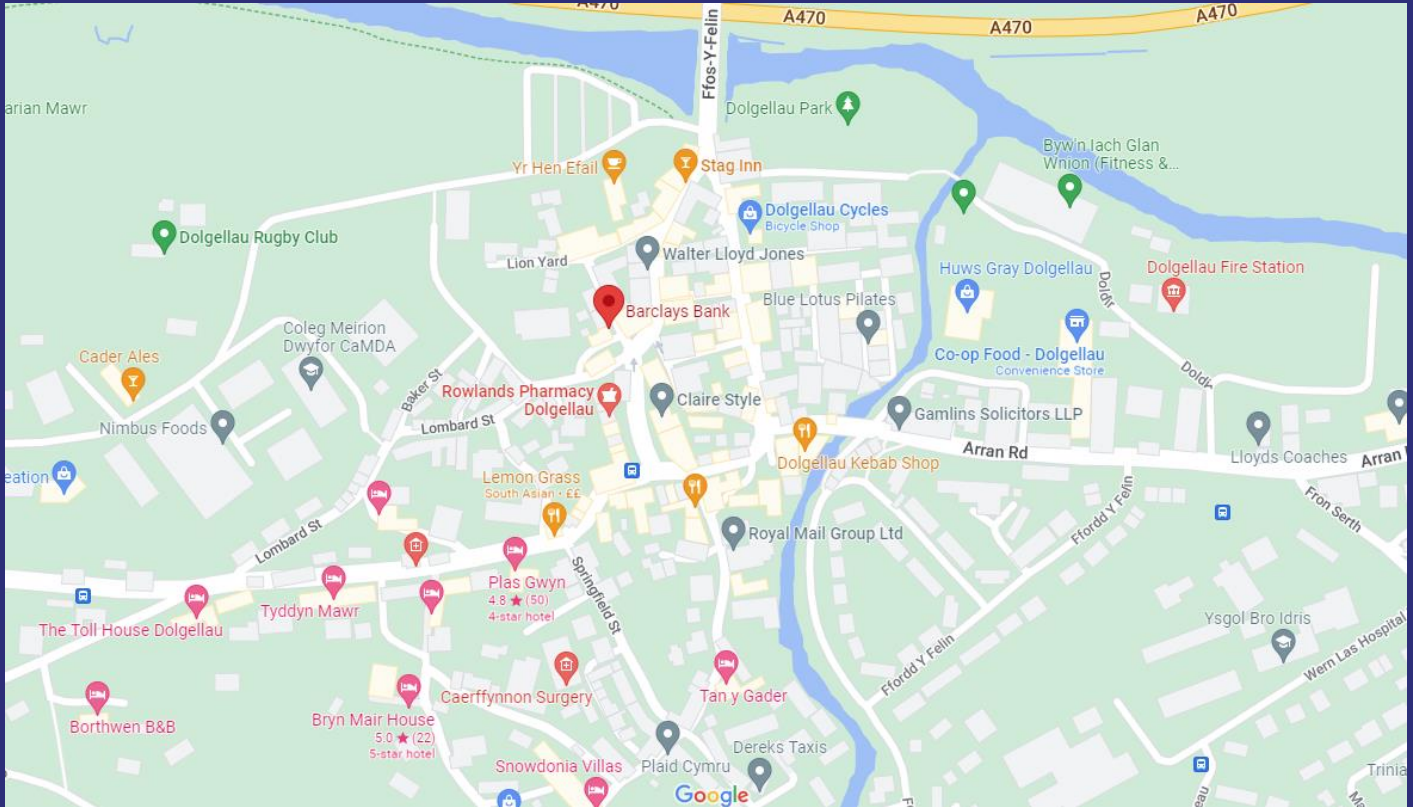 A470
A470
A470
A470
Ffos-Y-Felin
arian Mawr
Dolgellau Park
Byw'n Iach Glan
Wnion (Fitness &...
Yr Hen Efail
Stag Inn
Dolgellau Cycles
Bicycle Shop
Dolgellau Rugby Club
Lion Yard
Walter Lloyd Jones
Huws Gray Dolgellau
Dolgellau Fire Station
Doldir
Blue Lotus Pilates
Barclays Bank
Coleg Meirion
Dwyfor CaMDA
Cader Ales
Co-op Food - Dolgellau
Convenience Store
Doldir
Baker St
Rowlands Pharmacy
Dolgellau
Claire Style
Gamlins Solicitors LLP
Nimbus Foods
Lombard St
Arran Rd
Lloyds Coaches
Arran
Dolgellau Kebab Shop
eation
Lemon Grass
South Asian · ££
Fron Serth
Ffordd Y Felin
Lombard St
Royal Mail Group Ltd
Springfield St
Plas Gwyn
4.8 ★ (50)
4-star hotel
Tyddyn Mawr
The Toll House Dolgellau
Ysgol Bro Idris
Wern Las Hospital
Ffordd Y Felin
Caerffynnon Surgery
Tan y Gader
Borthwen B&B
Bryn Mair House
5.0 ★ (22)
5-star hotel
Dereks Taxis
Snowdonia Villas
Plaid Cymru
Trinia
Google